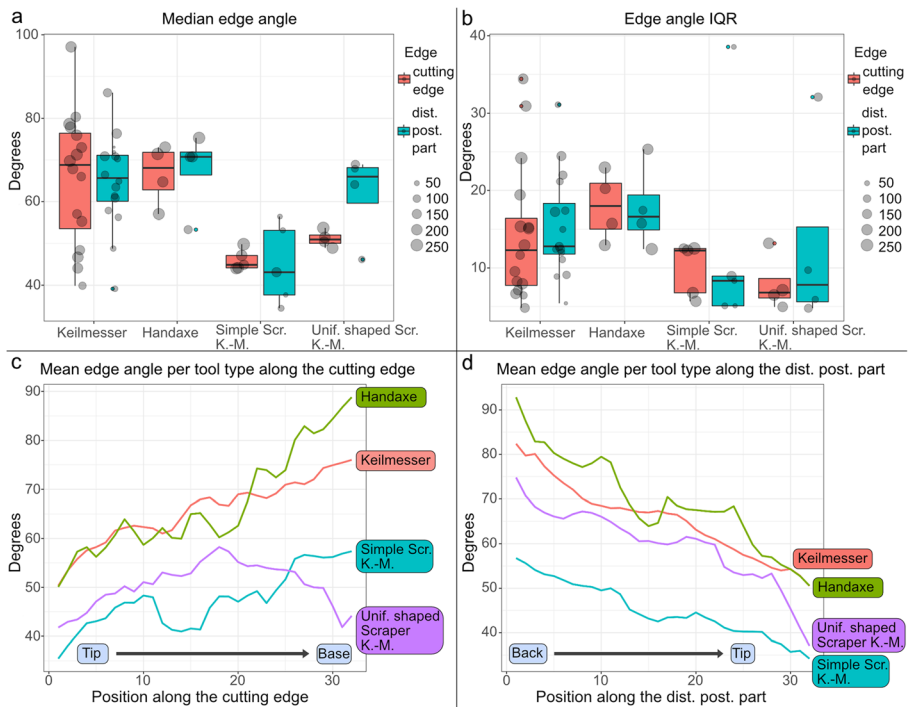 a
Median edge angle
100
80
60
40
Degrees
Keilmesser
Handaxe
Simple Scr.
K.-M.
Unif. shaped Scr.
K.-M.
Edge
cutting
edge
dist.
post.
part
50
100
150
200
250
b
Edge angle IQR
40
30
20
10
Degrees
Keilmesser
Handaxe
Simple Scr.
K.-M.
Unif. shaped Scr.
K.-M.
Edge
cutting
edge
dist.
post.
part
50
100
150
200
250
c
Mean edge angle per tool type along the cutting edge
90
80
70
60
50
40
Degrees
Handaxe
Keilmesser
Simple Scr.
K.-M.
Unif. shaped
Scraper
K.-M.
Tip
Base
0
10
20
30
Position along the cutting edge
d
Mean edge angle per tool type along the dist. post. part
90
80
70
60
50
40
Degrees
Keilmesser
Handaxe
Unif. shaped
Scraper K.-M.
Simple Scr.
K.-M.
Back
Tip
0
10
20
30
Position along the dist. post. part